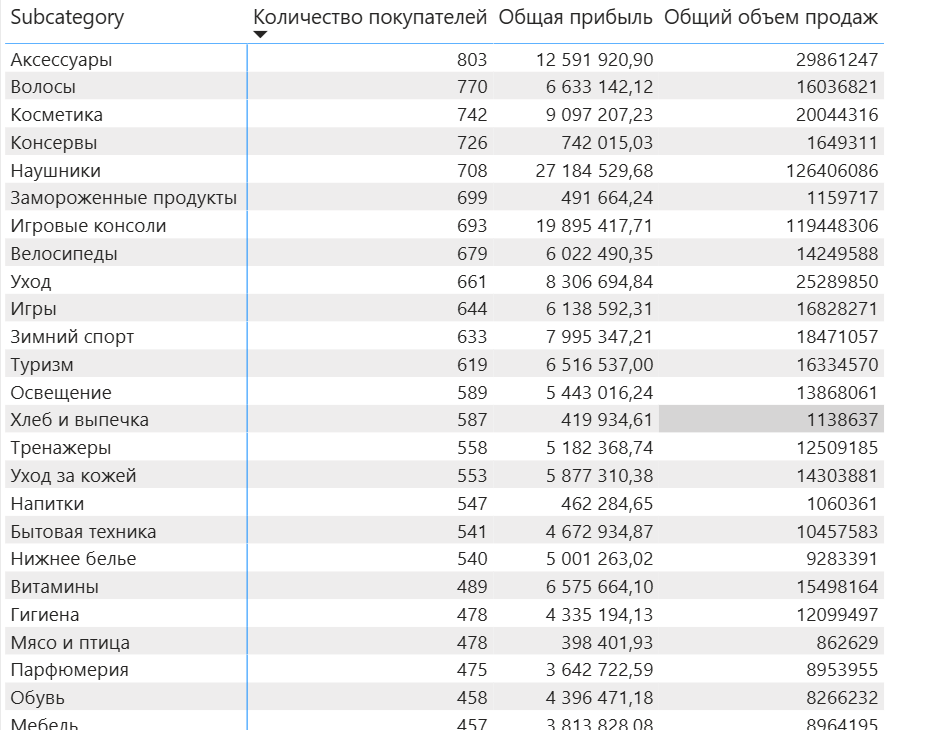 Subcategory Количество покупателей Общая прибыль Общий объем продаж
Аксессуары 803 12 591 920,90 29861247
Волосы 770 6 633 142,12 16036821
Косметика 742 9 097 207,23 20044316
Консервы 726 742 015,03 1649311
Наушники 708 27 184 529,68 126406086
Замороженные продукты 699 491 664,24 1159717
Игровые консоли 693 19 895 417,71 119448306
Велосипеды 679 6 022 490,35 14249588
Уход 661 8 306 694,84 25289850
Игры 644 6 138 592,31 16828271
Зимний спорт 633 7 995 347,21 18471057
Туризм 619 6 516 537,00 16334570
Освещение 589 5 443 016,24 13868061
Хлеб и выпечка 587 419 934,61 1138637
Тренажеры 558 5 182 368,74 12509185
Уход за кожей 553 5 877 310,38 14303881
Напитки 547 462 284,65 1060361
Бытовая техника 541 4 672 934,87 10457583
Нижнее белье 540 5 001 263,02 9283391
Витамины 489 6 575 664,10 15498164
Гигиена 478 4 335 194,13 12099497
Мясо и птица 478 398 401,93 862629
Парфюмерия 475 3 642 722,59 8953955
Обувь 458 4 396 471,18 8266232
Мебель 457 3 813 828,08 8964195